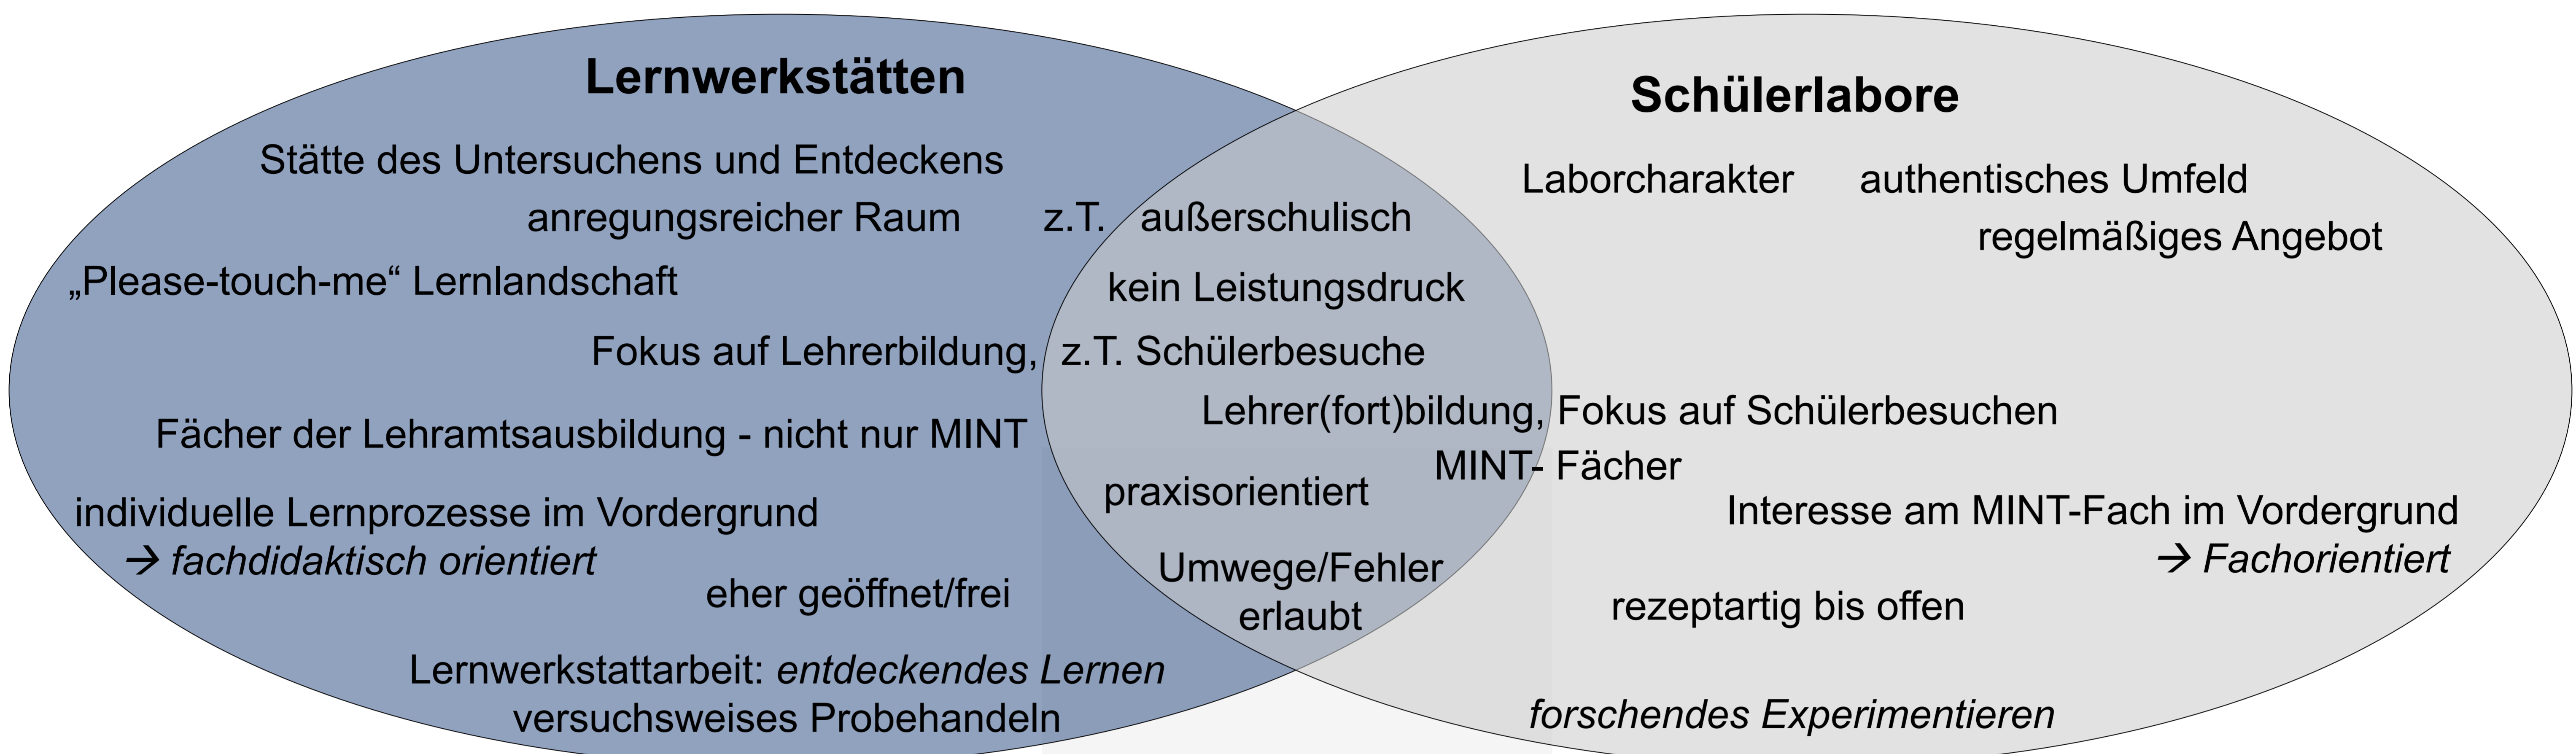 Lernwerkstätten
Stätte des Untersuchens und Entdeckens
anregungsreicher Raum
„Please-touch-me“ Lernlandschaft
Fokus auf Lehrerbildung, z.T. Schülerbesuche
Fächer der Lehramtsausbildung - nicht nur MINT
individuelle Lernprozesse im Vordergrund
→ fachdidaktisch orientiert
eher geöffnet/frei
Lernwerkstattarbeit: entdeckendes Lernen
versuchsweises Probehandeln
z.T. außerschulisch
kein Leistungsdruck
Lehrer(fort)bildung, Fokus auf Schülerbesuchen
MINT- Fächer
praxisorientiert
Umwege/Fehler
erlaubt
Schülerlabore
Laborcharakter authentisches Umfeld
regelmäßiges Angebot
Interesse am MINT-Fach im Vordergrund
→ Fachorientiert
rezeptartig bis offen
forschendes Experimentieren